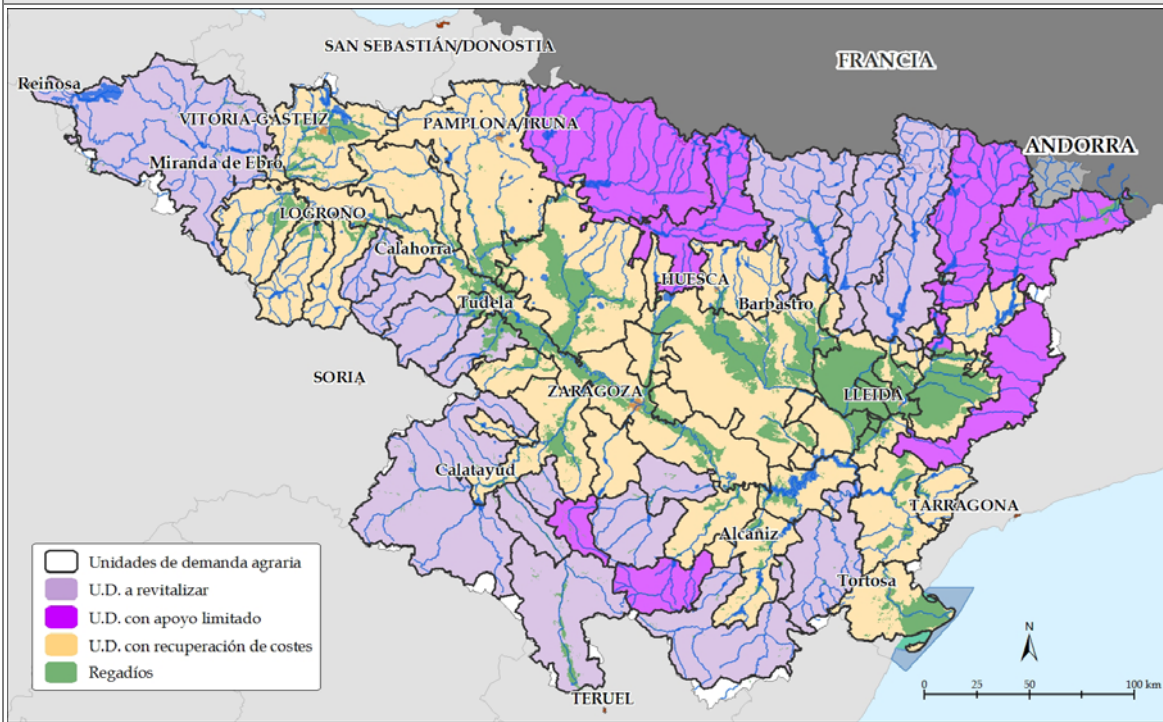 SAN SEBASTIÁN/DONOSTIA
FRANCIA
Reinosa
VITORIA-GASTEIZ
PAMPLONA/IRUÑA
ANDORRA
Miranda de Ebro
LOGROÑO
Calahorra
HUESCA
Barbastro
Tudela
SORIA
ZARAGOZA
LLEIDA
Calatayud
TARRAGONA
Alcañiz
Tortosa
TERUEL
Unidades de demanda agraria
U.D. a revitalizar
U.D. con apoyo limitado
U.D. con recuperación de costes
Regadíos
N
0 25 50 100 km